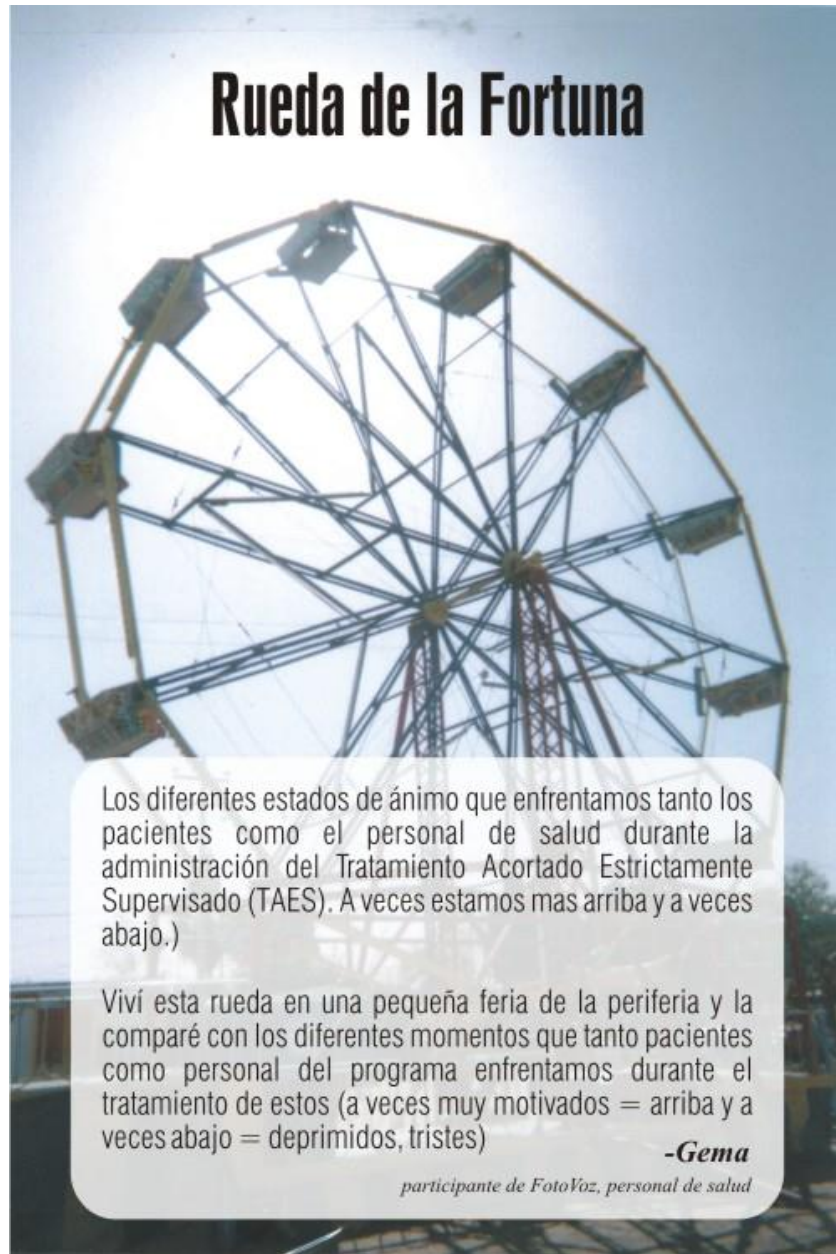 Rueda de la Fortuna
Los diferentes estados de ánimo que enfrentamos tanto los
pacientes como el personal de salud durante la
administración del Tratamiento Acortado Estrictamente
Supervisado (TAES). A veces estamos mas arriba y a veces
abajo.)
Viví esta rueda en una pequeña feria de la periferia y la
comparé con los diferentes momentos que tanto pacientes
como personal del programa enfrentamos durante el
tratamiento de estos (a veces muy motivados = arriba y a
veces abajo = deprimidos, tristes)
-Gema
participante de FotoVoz, personal de salud